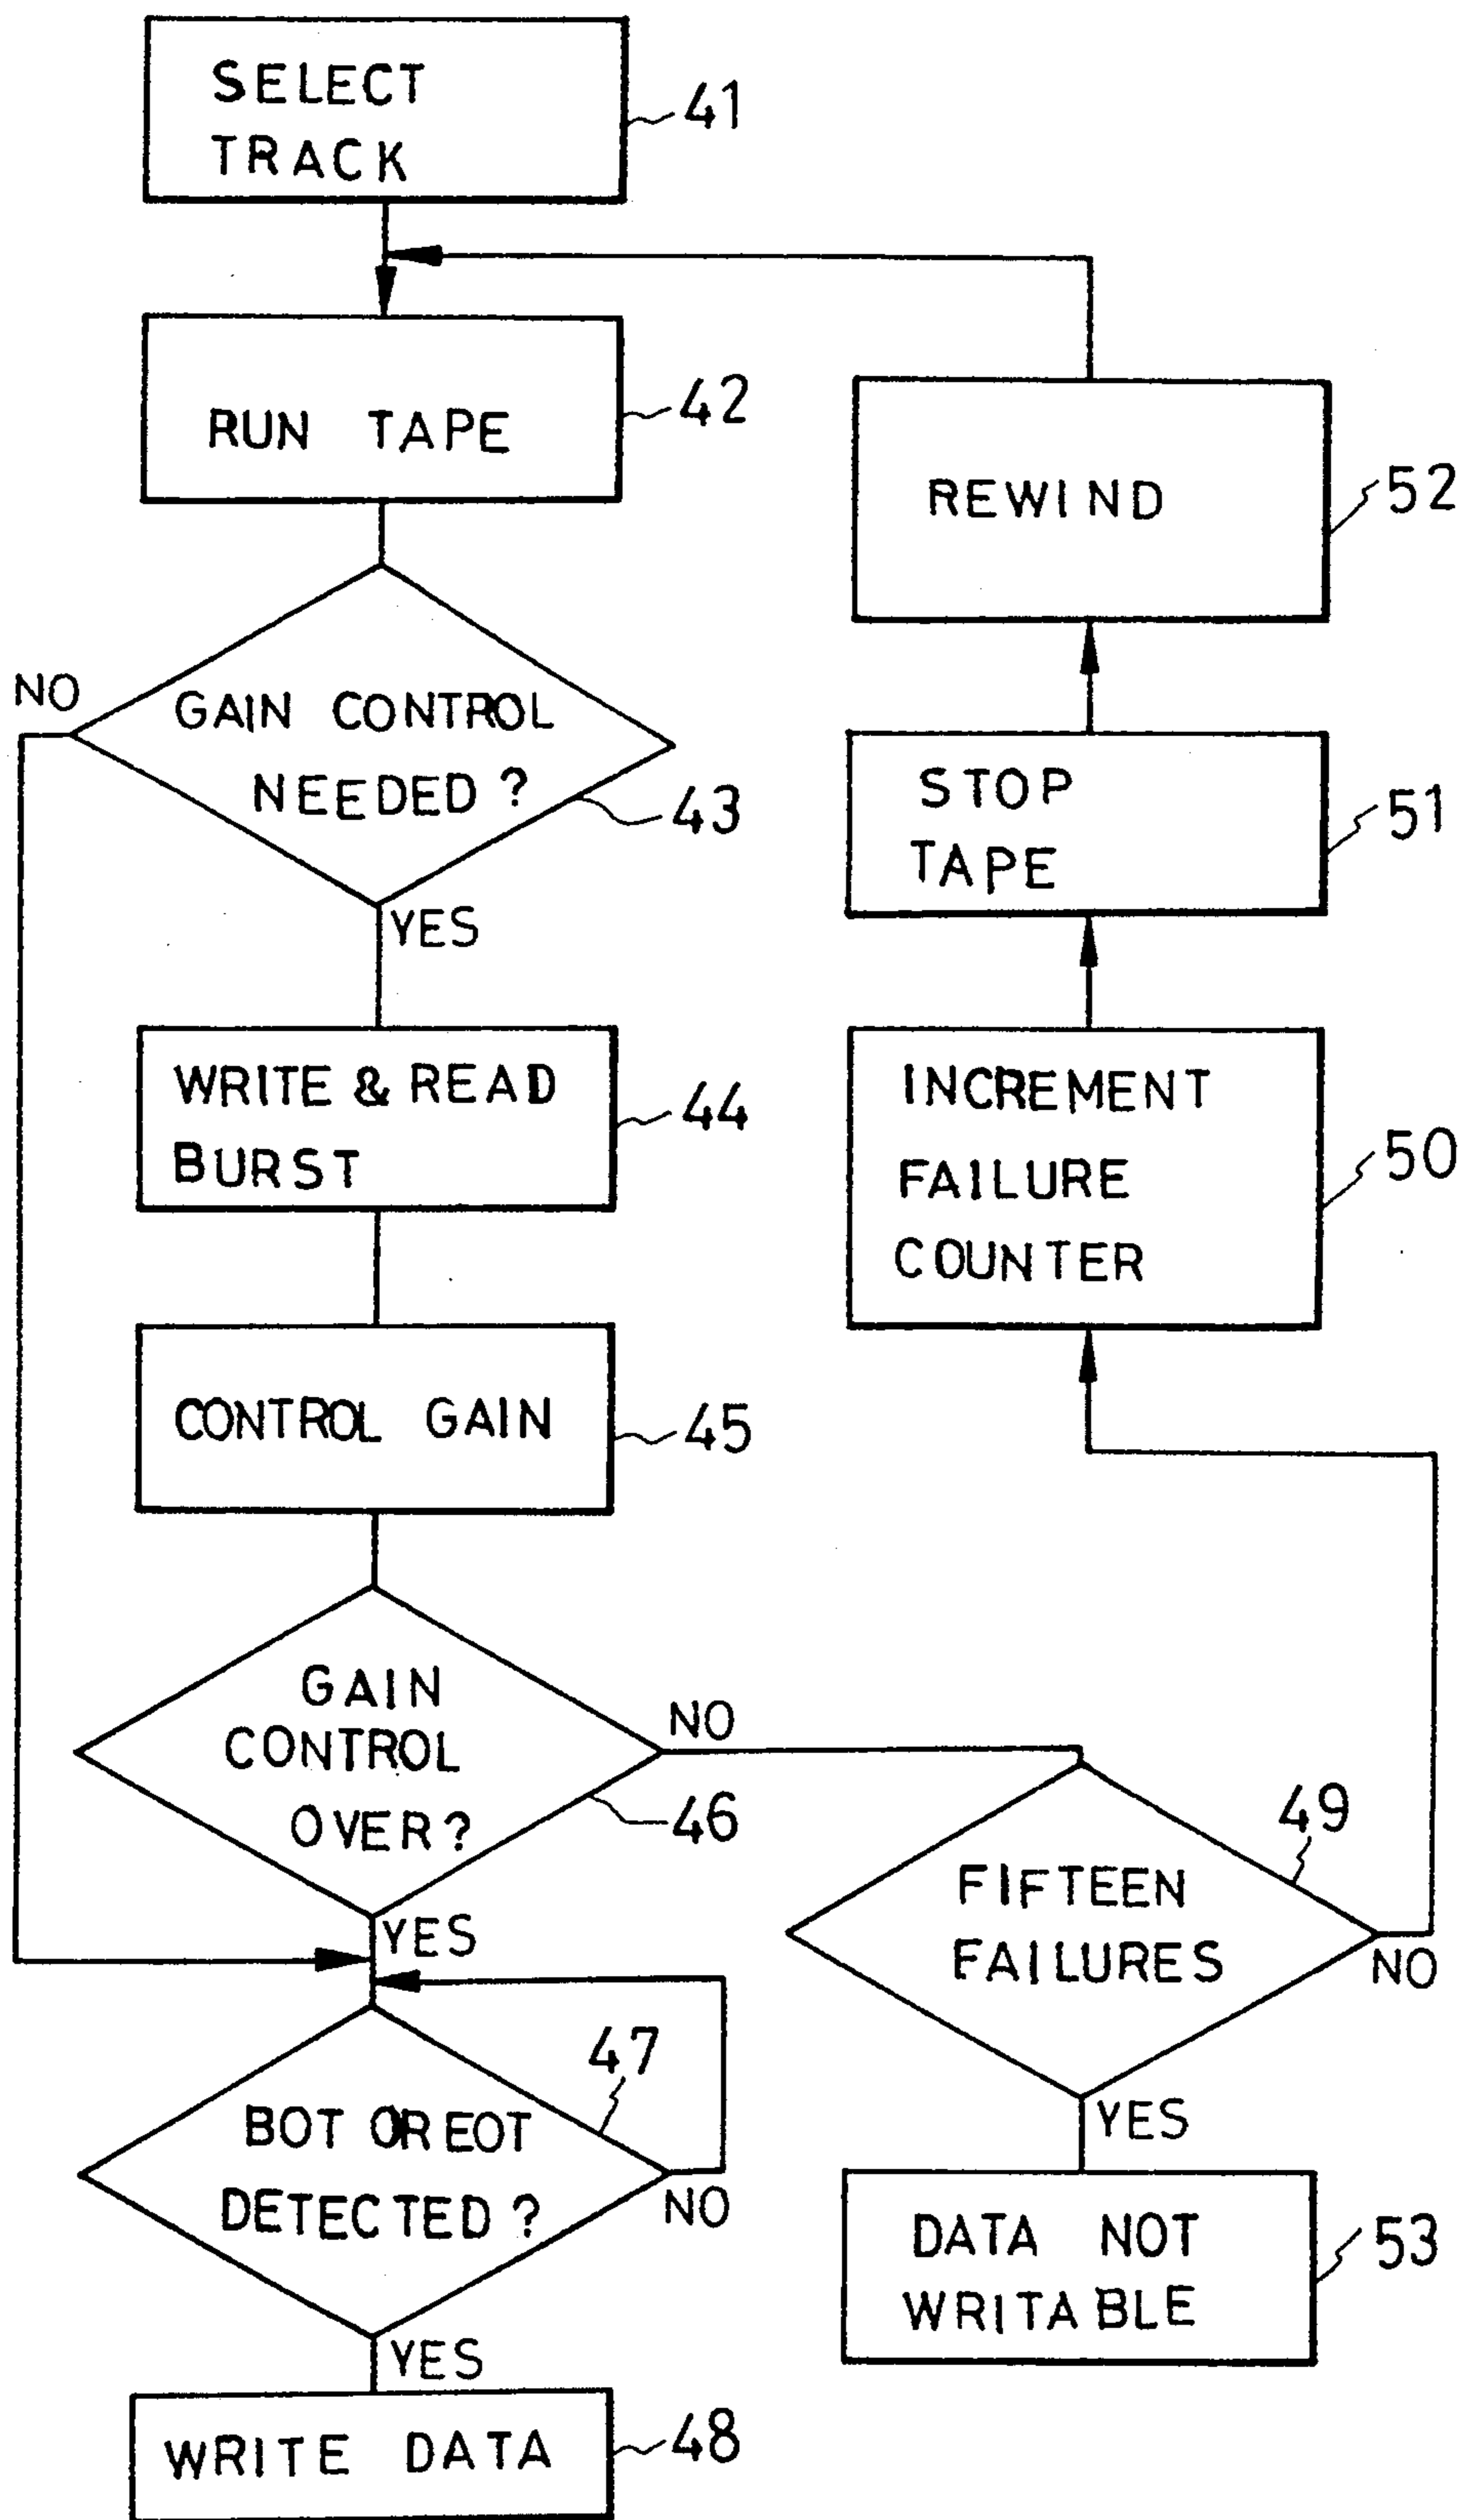 SELECT
TRACK
41
RUN TAPE
42
GAIN CONTROL
NEEDED?
43
NO
YES
WRITE & READ
BURST
44
CONTROL GAIN
45
GAIN
CONTROL
OVER?
46
NO
YES
BOT OR EOT
DETECTED?
47
NO
YES
WRITE DATA
48
REWIND
52
STOP
TAPE
51
INCREMENT
FAILURE
COUNTER
50
FIFTEEN
FAILURES
49
NO
YES
DATA NOT
WRITABLE
53